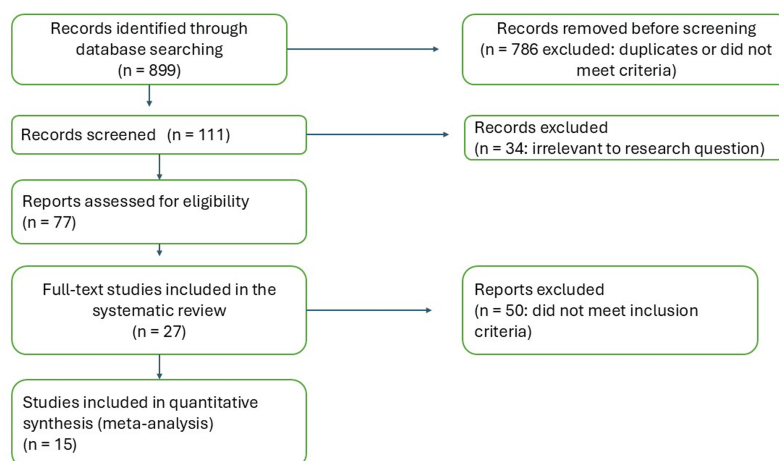 Records identified through
database searching
(n = 899)
Records removed before screening
(n = 786 excluded: duplicates or did not
meet criteria)
Records screened (n = 111)
Records excluded
(n = 34: irrelevant to research question)
Reports assessed for eligibility
(n = 77)
Full-text studies included in the
systematic review
(n = 27)
Reports excluded
(n = 50: did not meet inclusion
criteria)
Studies included in quantitative
synthesis (meta-analysis)
(n = 15)